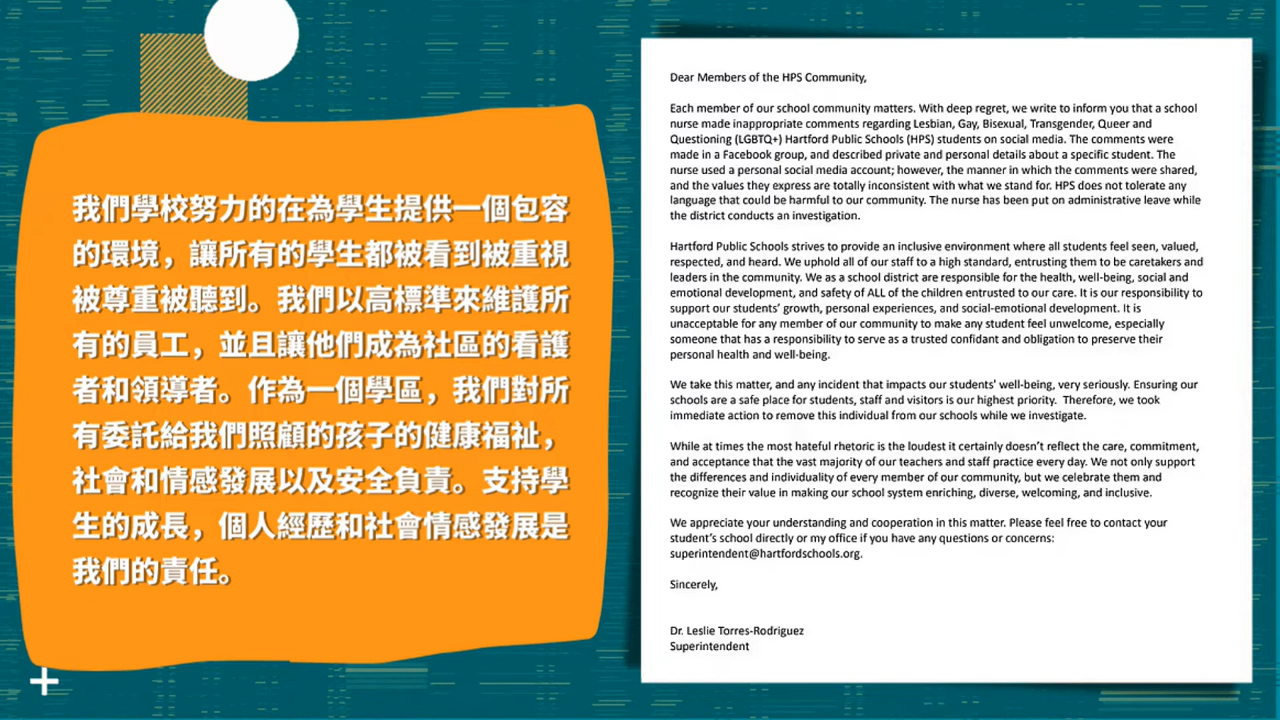 我們學校努力的在為學生提供一個包容
的環境，讓所有的學生都被看到被重視
被尊重被聽到。我們以高標準來維護所
有的員工，並且讓他們成為社區的看護
者和領導者。作為一個學區，我們對所
有委託給我們照顧的孩子的健康福祉，
社會和情感發展以及安全負責。支持學
生的成長，個人經歷和社會情感發展是
我們的責任。
Dear Members of the HPS Community,
Each member of our school community matters. With deep regret, we write to inform you that a school
nurse made inappropriate comments regarding Lesbian, Gay, Bisexual, Transgender, Queer and
Questioning (LGBTQ+) Hartford Public Schools (HPS) students on social media. The comments were
made in a Facebook group, and described private and personal details about a specific student. The
nurse used a personal social media account; however, the manner in which the comments were shared,
and the values they express are totally inconsistent with what we stand for. HPS does not tolerate any
language that could be harmful to our community. The nurse has been put on administrative leave while
the district conducts an investigation.
Hartford Public Schools strives to provide an inclusive environment where all students feel seen, valued,
respected, and heard. We uphold all of our staff to a high standard, entrusting them to be caretakers and
leaders in the community. We as a school district are responsible for the health, well-being, social and
emotional development, and safety of ALL of the children entrusted to our care. It is our responsibility to
support our students' growth, personal experiences, and social-emotional development. It is
unacceptable for any member of our community to make any student feel unwelcome, especially
someone that has a responsibility to serve as a trusted confidant and obligation to preserve their
personal health and well-being.
We take this matter, and any incident that impacts our students' well-being, very seriously. Ensuring our
schools are a safe place for students, staff and visitors is our highest priority. Therefore, we took
immediate action to remove this individual from our schools while we investigate.
While at times the most hateful rhetoric is the loudest it certainly doesn't reflect the care, commitment,
and acceptance that the vast majority of our teachers and staff practice every day. We not only support
the differences and individuality of every member of our community, but we celebrate them and
recognize their value in making our school system enriching, diverse, welcoming, and inclusive.
We appreciate your understanding and cooperation in this matter. Please feel free to contact your
student's school directly or my office if you have any questions or concerns:
superintendent@hartfordschools.org.
Sincerely,
Dr. Leslie Torres-Rodriguez
Superintendent